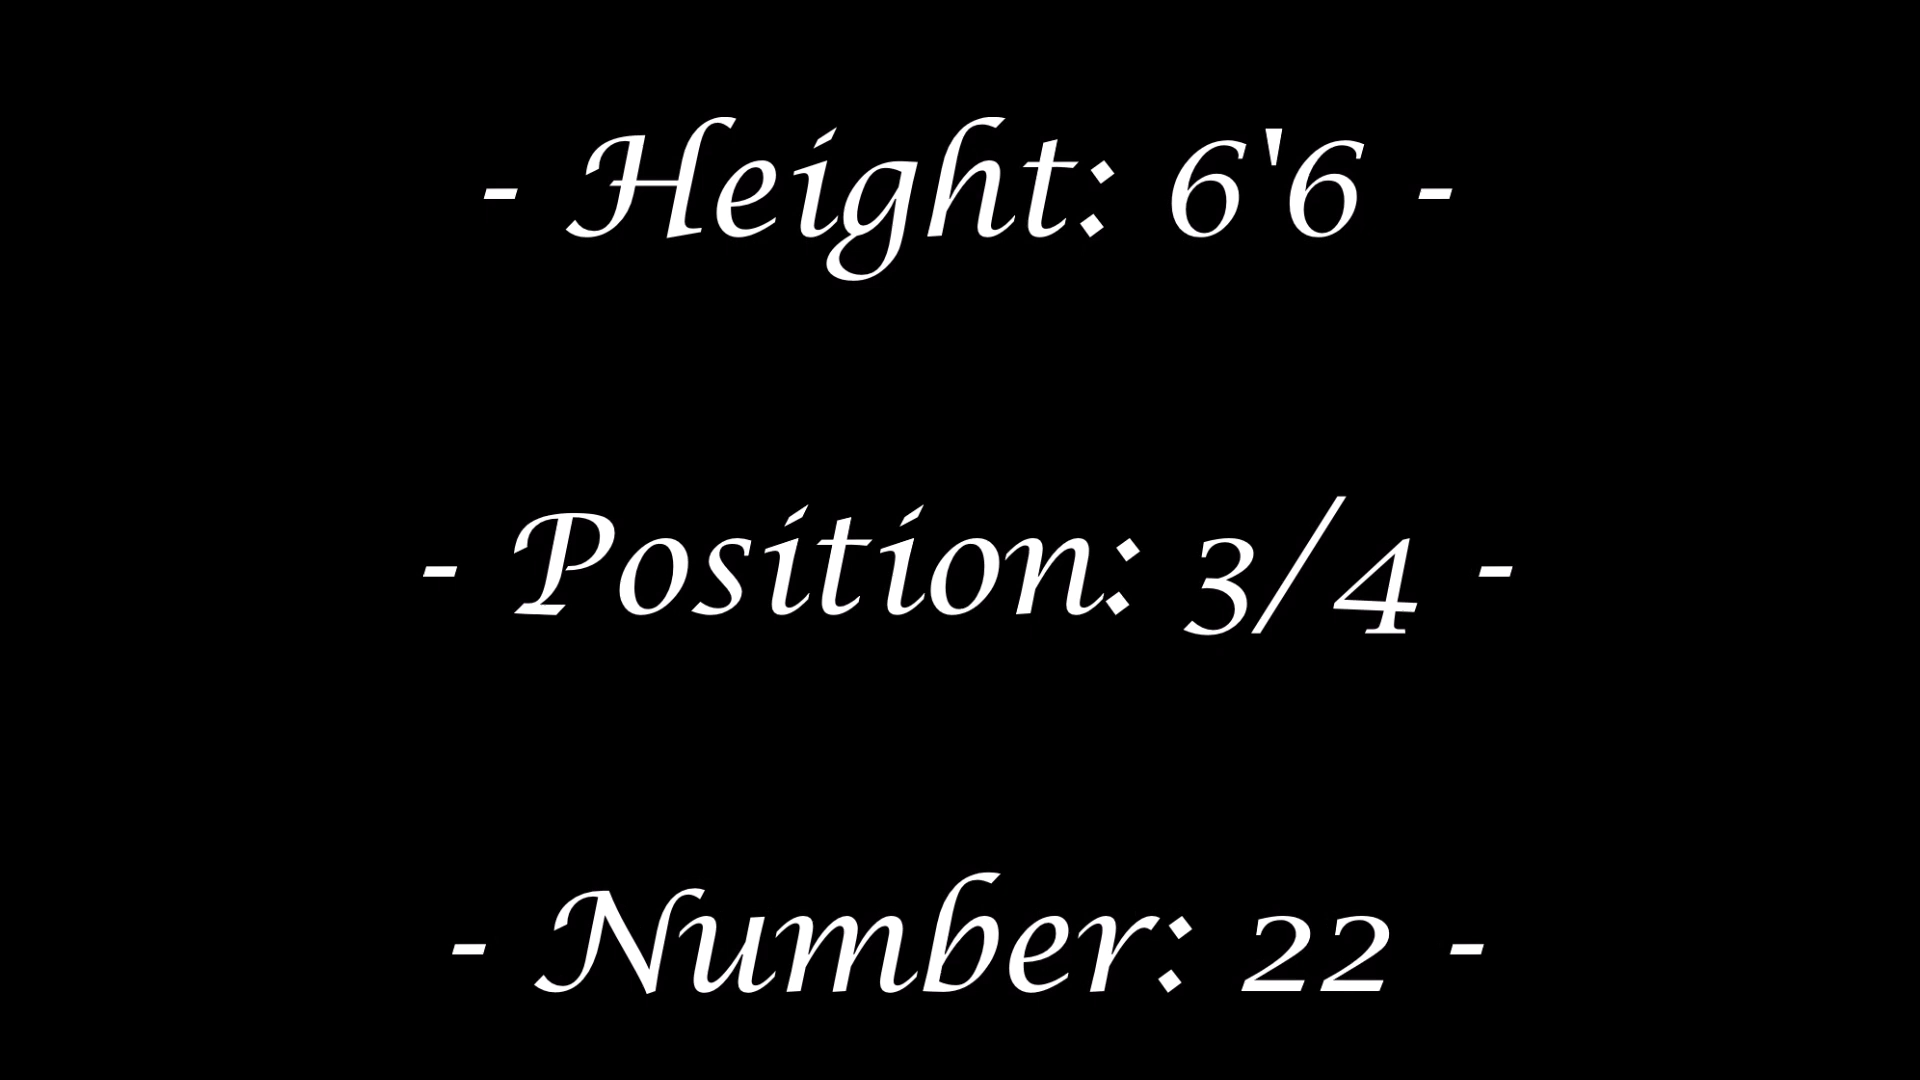 - Height: 6'6 -
- Position: 3/4 -
- Number: 22 -